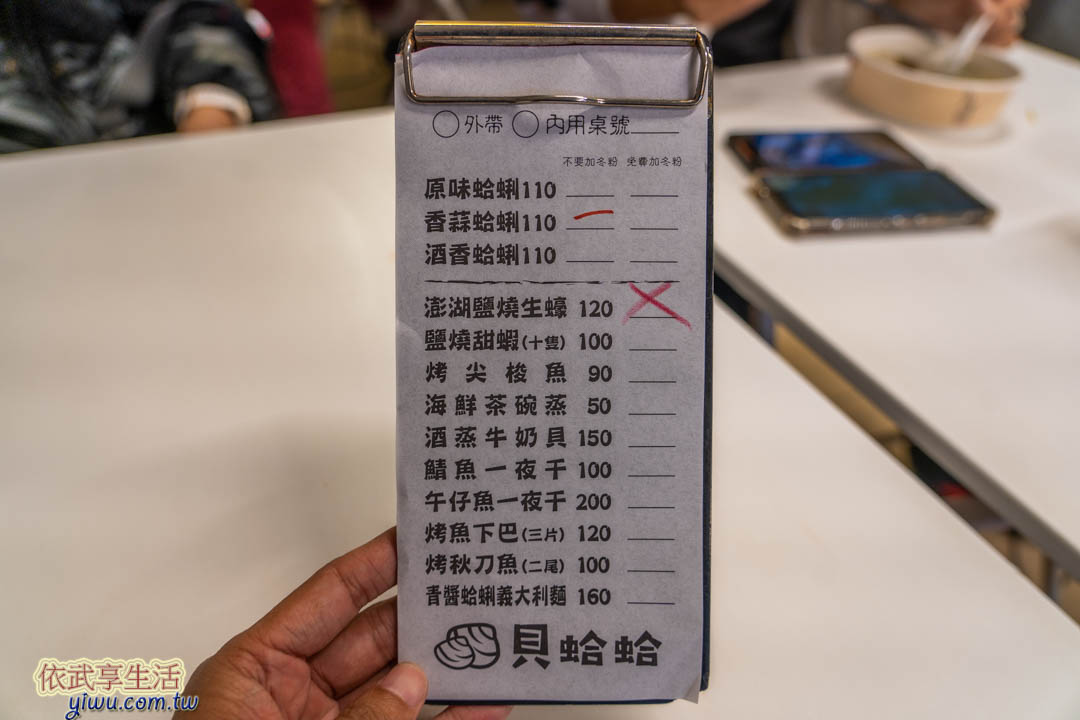 外帶 內用桌號
不要加冬粉 免費加冬粉
原味蛤蜊110
香蒜蛤蜊110
酒香蛤蜊110
澎湖鹽燒生蠔 120
鹽燒甜蝦(十隻) 100
烤尖梭魚 90
海鮮茶碗蒸 50
酒蒸牛奶貝 150
鯖魚一夜干 100
午仔魚一夜干 200
烤魚下巴(三片) 120
烤秋刀魚(二尾) 100
青醬蛤蜊義大利麵 160
貝蛤蛤
依武享生活
yiwu.com.tw